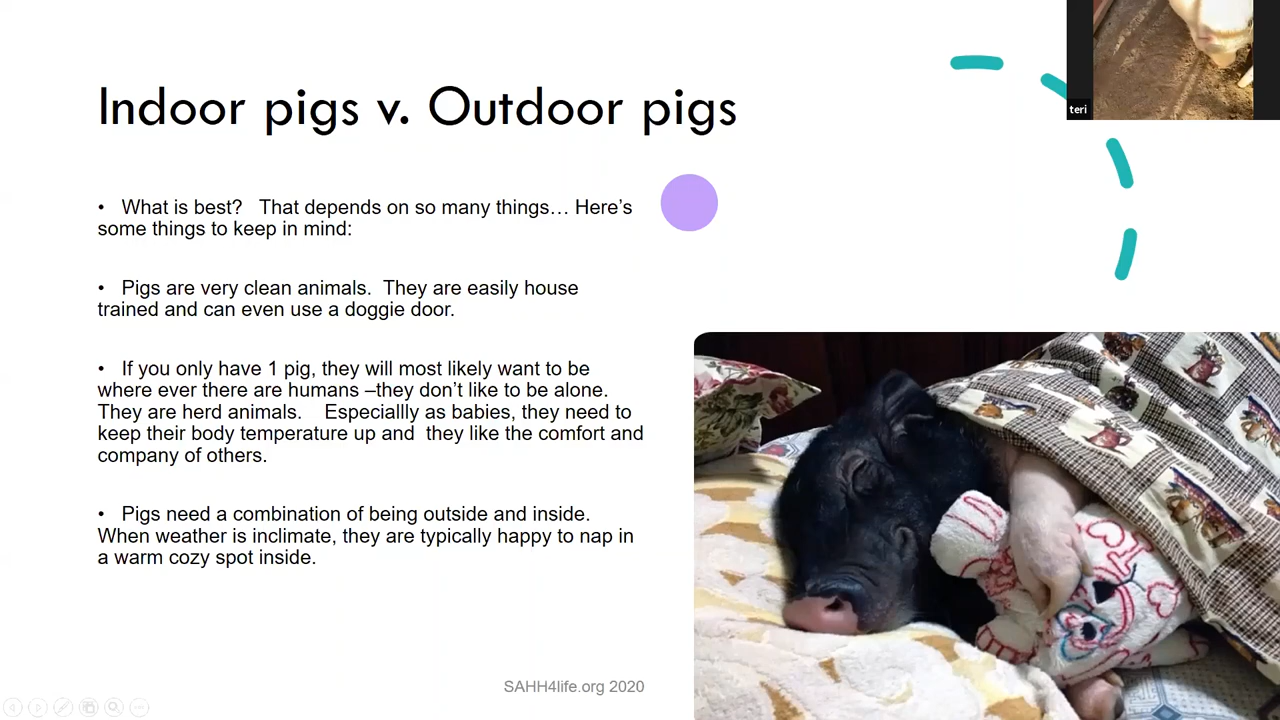 Indoor pigs v. Outdoor pigs
teri
• What is best? That depends on so many things… Here's
some things to keep in mind:
• Pigs are very clean animals. They are easily house
trained and can even use a doggie door.
• If you only have 1 pig, they will most likely want to be
where ever there are humans –they don't like to be alone.
They are herd animals. Especiallly as babies, they need to
keep their body temperature up and they like the comfort and
company of others.
• Pigs need a combination of being outside and inside.
When weather is inclimate, they are typically happy to nap in
a warm cozy spot inside.
SAHH4life.org 2020